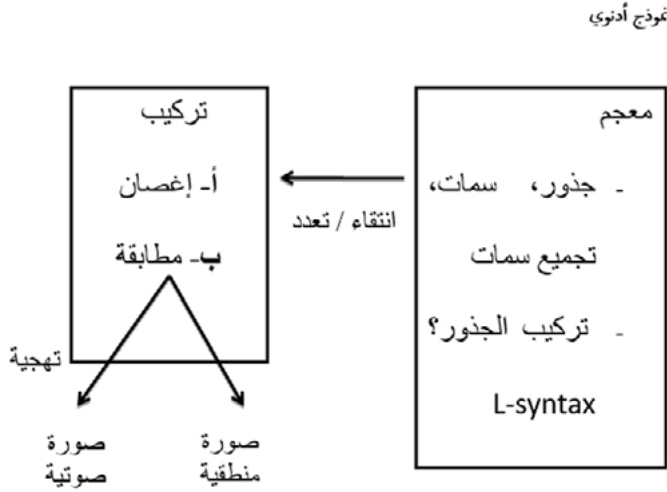 نموذج أدنوي
معجم
- جذور، سمات،
تجميع سمات
- تركيب الجذور؟
L-syntax
انتقاء / تعدد
تركيب
أ- إغصان
ب- مطابقة
تهجية
صورة
منطقية
صورة
صوتية